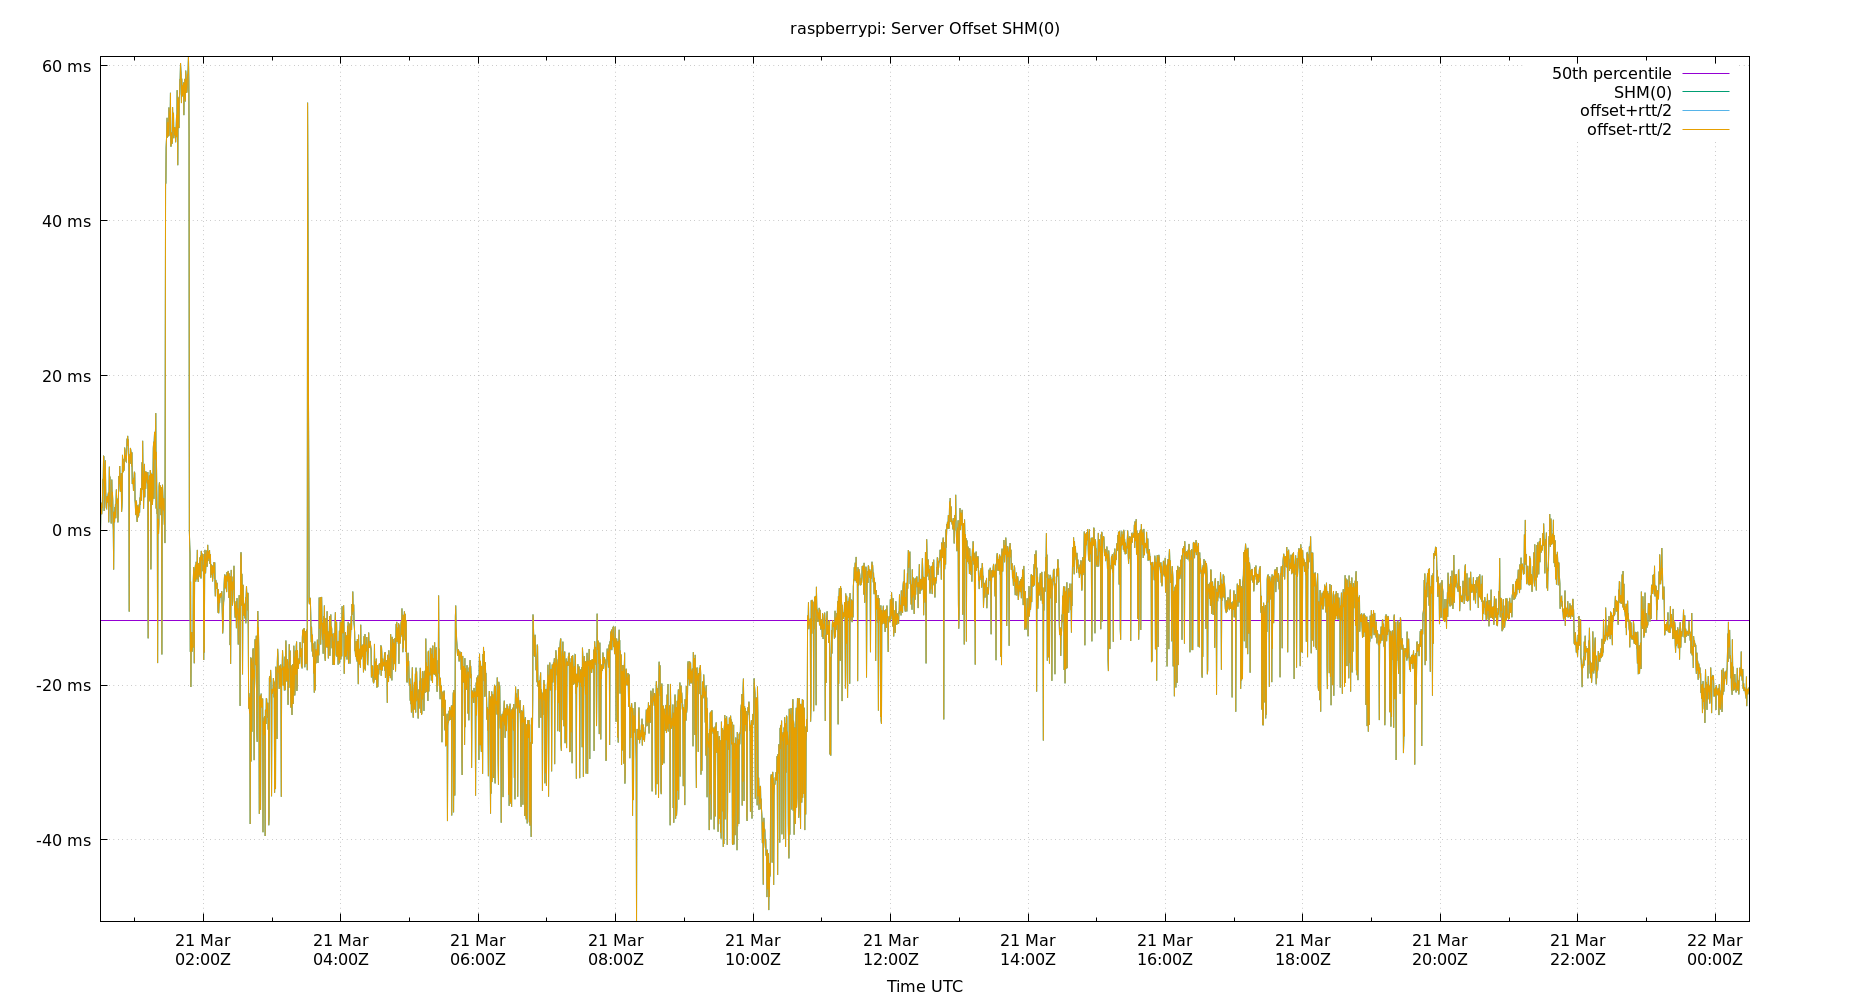 raspberrypi: Server Offset SHM(0)
60 ms
40 ms
20 ms
0 ms
-20 ms
-40 ms
50th percentile
SHM(0)
offset+rtt/2
offset-rtt/2
21 Mar 21 Mar 21 Mar 21 Mar 21 Mar 21 Mar 21 Mar 21 Mar 21 Mar 21 Mar 21 Mar 22 Mar
02:00Z 04:00Z 06:00Z 08:00Z 10:00Z 12:00Z 14:00Z 16:00Z 18:00Z 20:00Z 22:00Z 00:00Z
Time UTC